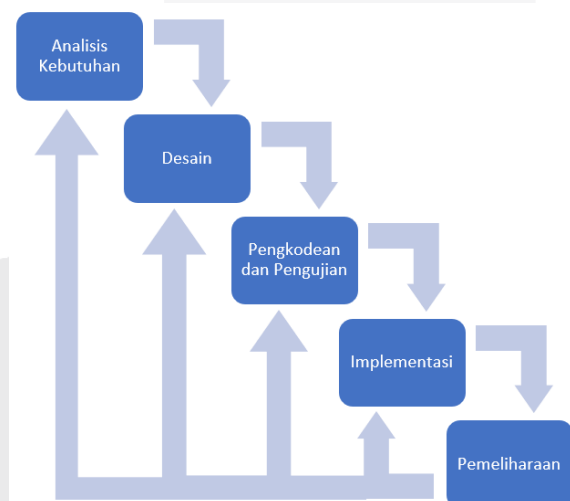 Analisis
Kebutuhan
Desain
Pengkodean
dan Pengujian
Implementasi
Pemeliharaan